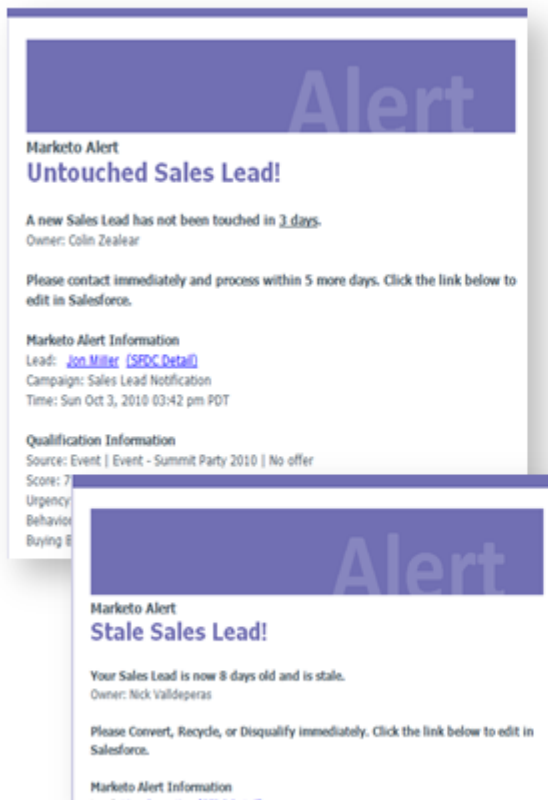 Alert
Marketo Alert
Untouched Sales Lead!
A new Sales Lead has not been touched in 3 days.
Owner: Colin Zealear
Please contact immediately and process within 5 more days. Click the link below to
edit in Salesforce.
Marketo Alert Information
Lead: Jon Miller (SFDC Detail)
Campaign: Sales Lead Notification
Time: Sun Oct 3, 2010 03:42 pm PDT
Qualification Information
Source: Event | Event - Summit Party 2010 | No offer
Score: 7
Urgency
Behavior
Buying
Alert
Marketo Alert
Stale Sales Lead!
Your Sales Lead is now 8 days old and is stale.
Owner: Nick Valldeperas
Please Convert, Recycle, or Disqualify immediately. Click the link below to edit in
Salesforce.
Marketo Alert Information